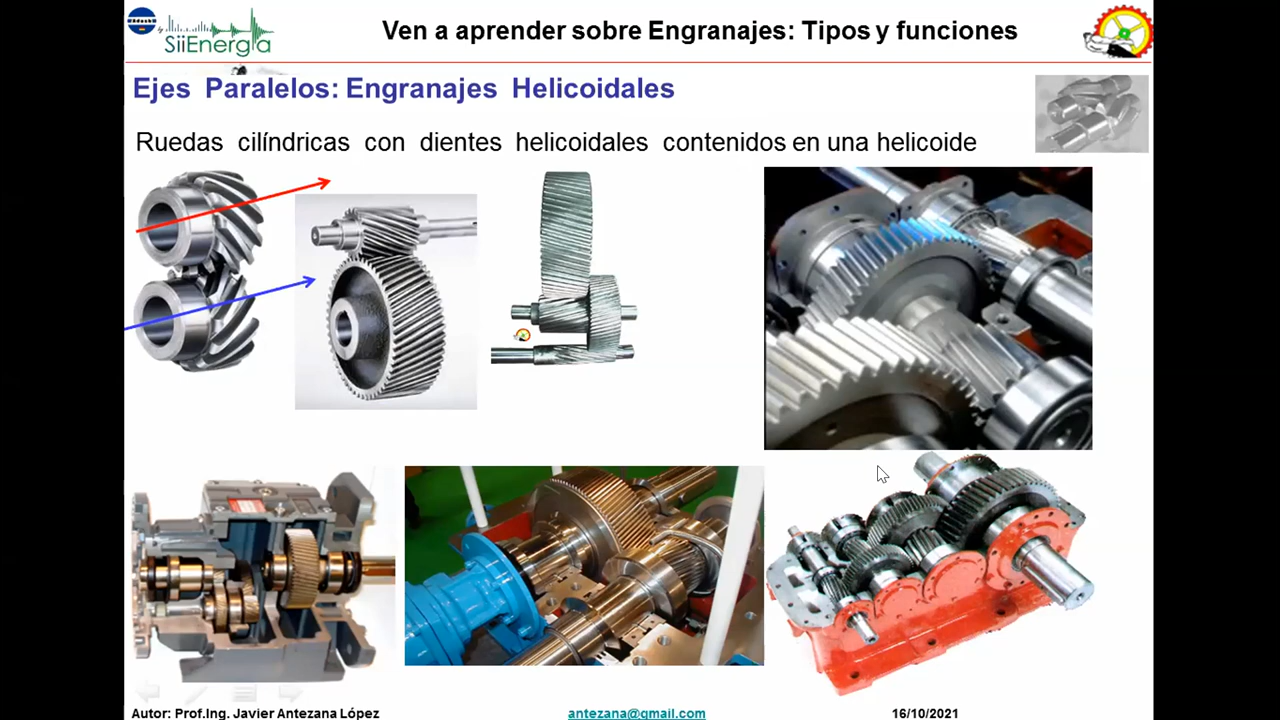 SiiEnergIa
Ven a aprender sobre Engranajes: Tipos y funciones
Ejes Paralelos: Engranajes Helicoidales
Ruedas cilíndricas con dientes helicoidales contenidos en una helicoide
Autor: Prof.Ing. Javier Antezana López
antezana@gmail.com
16/10/2021